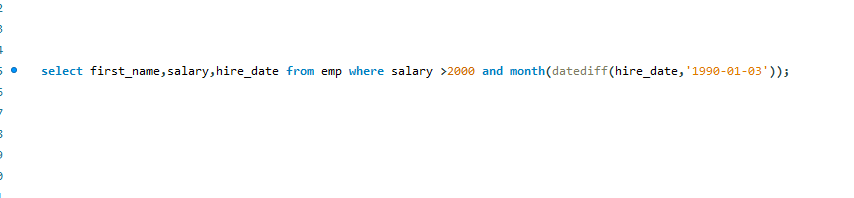 select first_name,salary,hire_date from emp where salary >2000 and month(datediff(hire_date,'1990-01-03'));